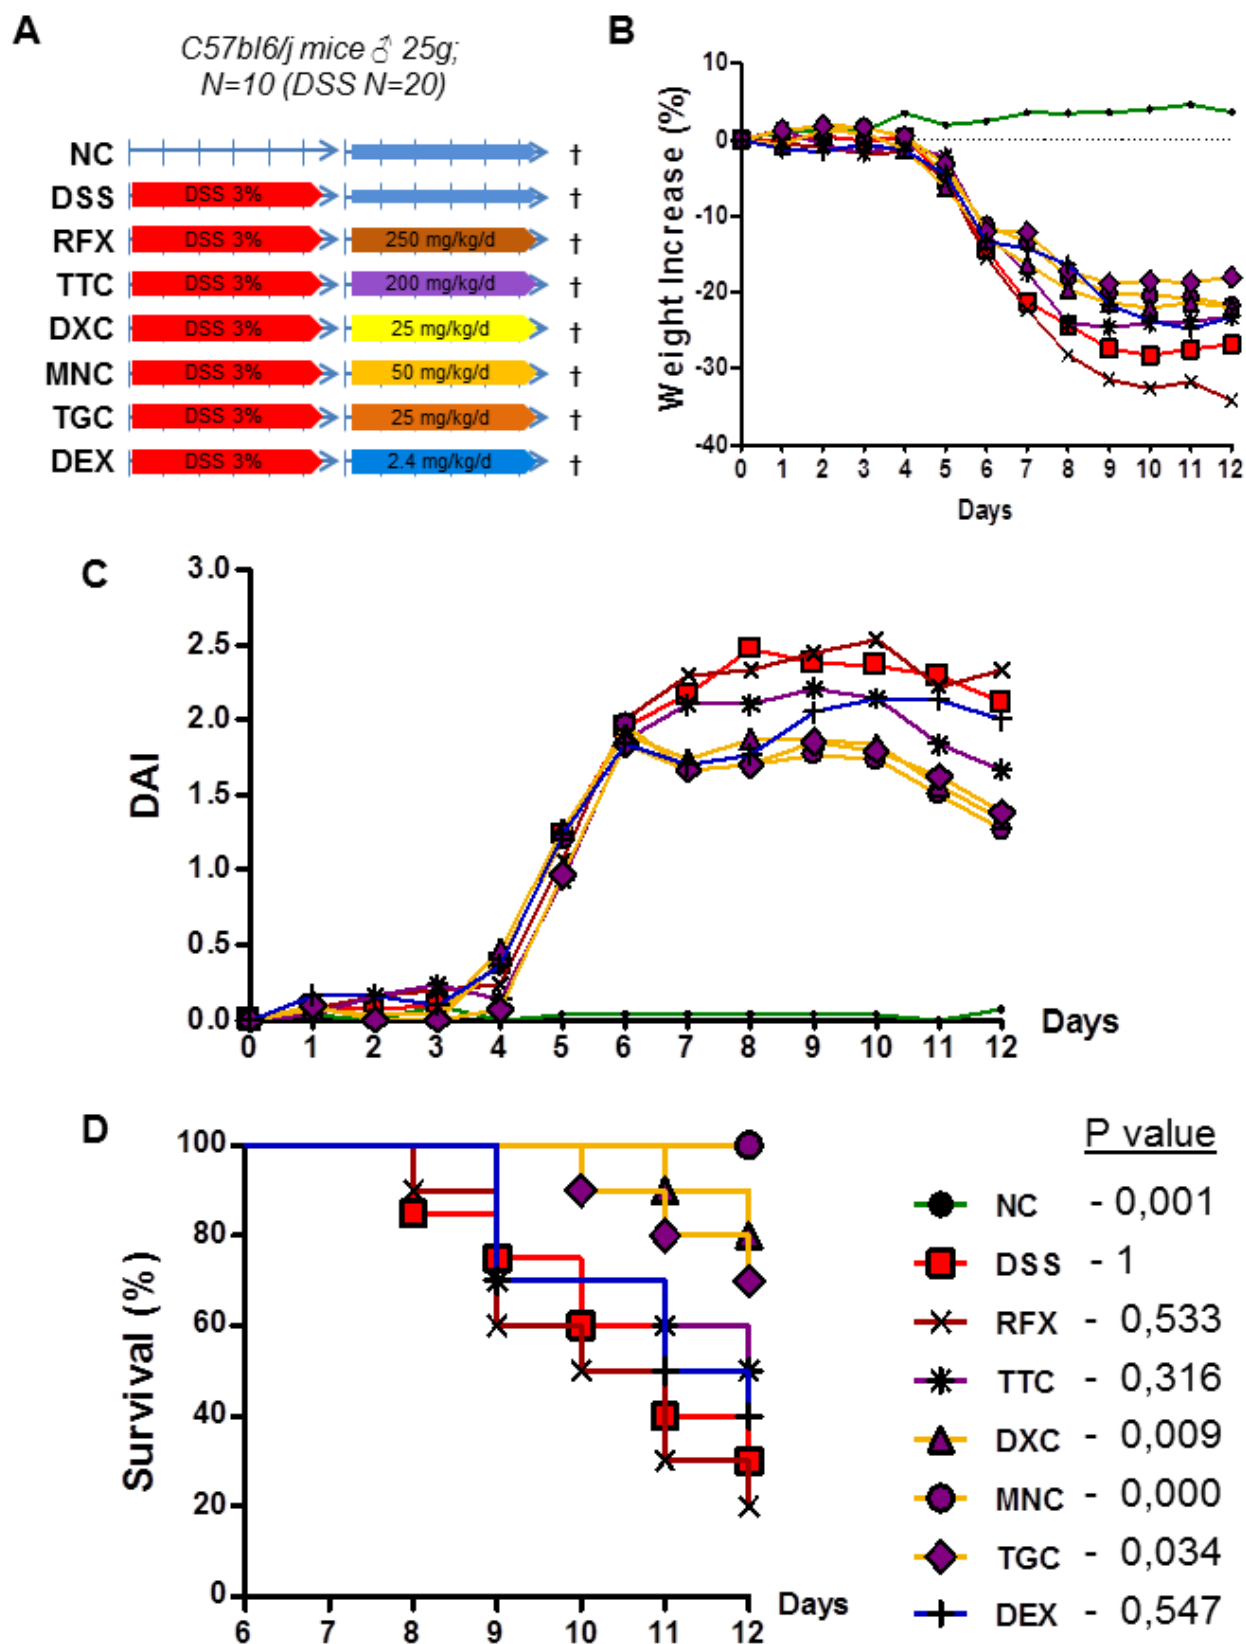 A
C57bl6/j mice ♂ 25g;
N=10 (DSS N=20)
NC †
DSS DSS 3% †
RFX DSS 3% 250 mg/kg/d †
TTC DSS 3% 200 mg/kg/d †
DXC DSS 3% 25 mg/kg/d †
MNC DSS 3% 50 mg/kg/d †
TGC DSS 3% 25 mg/kg/d †
DEX DSS 3% 2.4 mg/kg/d †
B
Weight Increase (%)
10
0
-10
-20
-30
-40
0 1 2 3 4 5 6 7 8 9 10 11 12
Days
C
DAI
3.0
2.5
2.0
1.5
1.0
0.5
0.0
0 1 2 3 4 5 6 7 8 9 10 11 12
Days
D
Survival (%)
100
80
60
40
20
0
6 7 8 9 10 11 12
Days
P value
NC - 0,001
DSS - 1
RFX - 0,533
TTC - 0,316
DXC - 0,009
MNC - 0,000
TGC - 0,034
DEX - 0,547